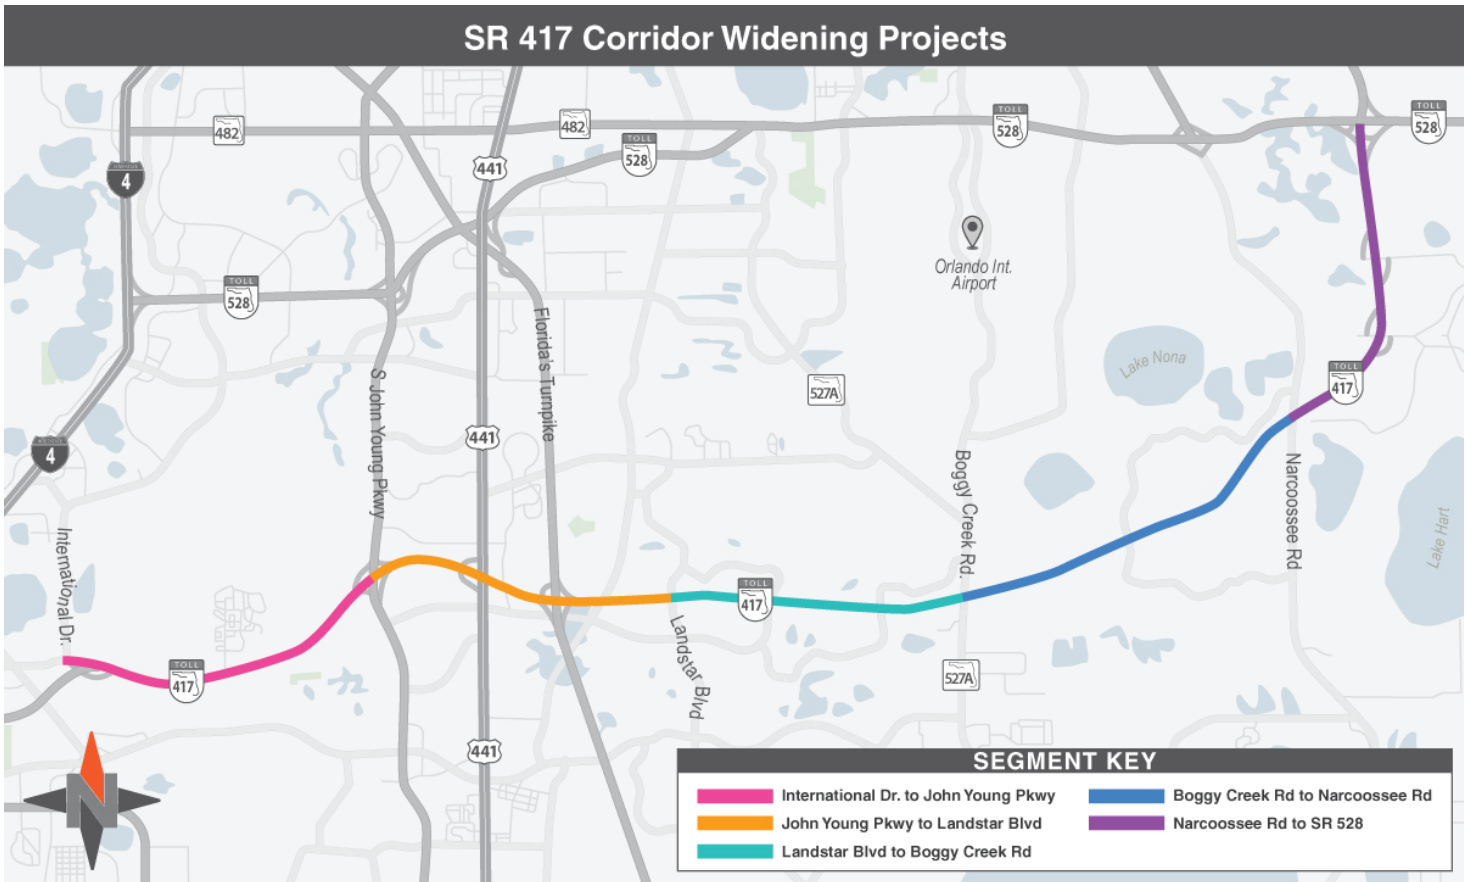 SR 417 Corridor Widening Projects
482
482
TOLL
528
TOLL
528
TOLL
528
441
4
Orlando Int.
Airport
TOLL
528
Florida's Turnpike
Lake Nona
TOLL
417
S John Young Pkwy
527A
441
4
Boggy Creek Rd.
Narcoossee Rd
Lake Hart
International Dr.
TOLL
417
Landstar Blvd
TOLL
417
527A
441
N
SEGMENT KEY
International Dr. to John Young Pkwy
John Young Pkwy to Landstar Blvd
Landstar Blvd to Boggy Creek Rd
Boggy Creek Rd to Narcoossee Rd
Narcoossee Rd to SR 528